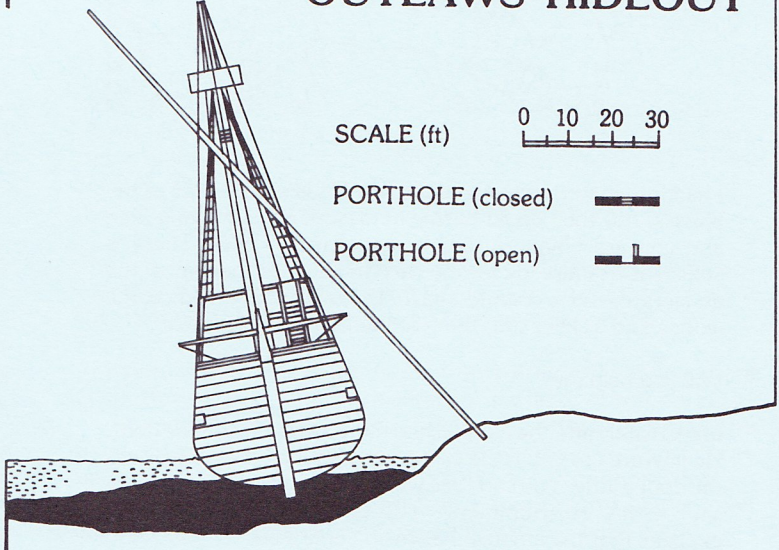 OUTLAWS' HIDEOUT
0 10 20 30
SCALE (ft)
PORTHOLE (closed)
PORTHOLE (open)